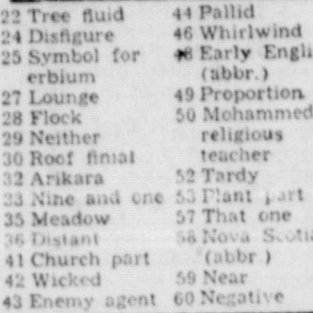 22 Tree fluid
24 Disfigure
25 Symbol for
erbium
27 Lounge
28 Flock
29 Neither
30 Roof finial
32 Arikara
33 Nine and one
35 Meadow
36 Distant
41 Church part
42 Wicked
43 Enemy agent
44 Pallid
46 Whirlwind
48 Early Engli
(abbr.)
49 Proportion
50 Mohammed
religious
teacher
52 Tardy
53 Plant part
57 That one
58 Nova Scotia
(abbr )
59 Near
60 Negative